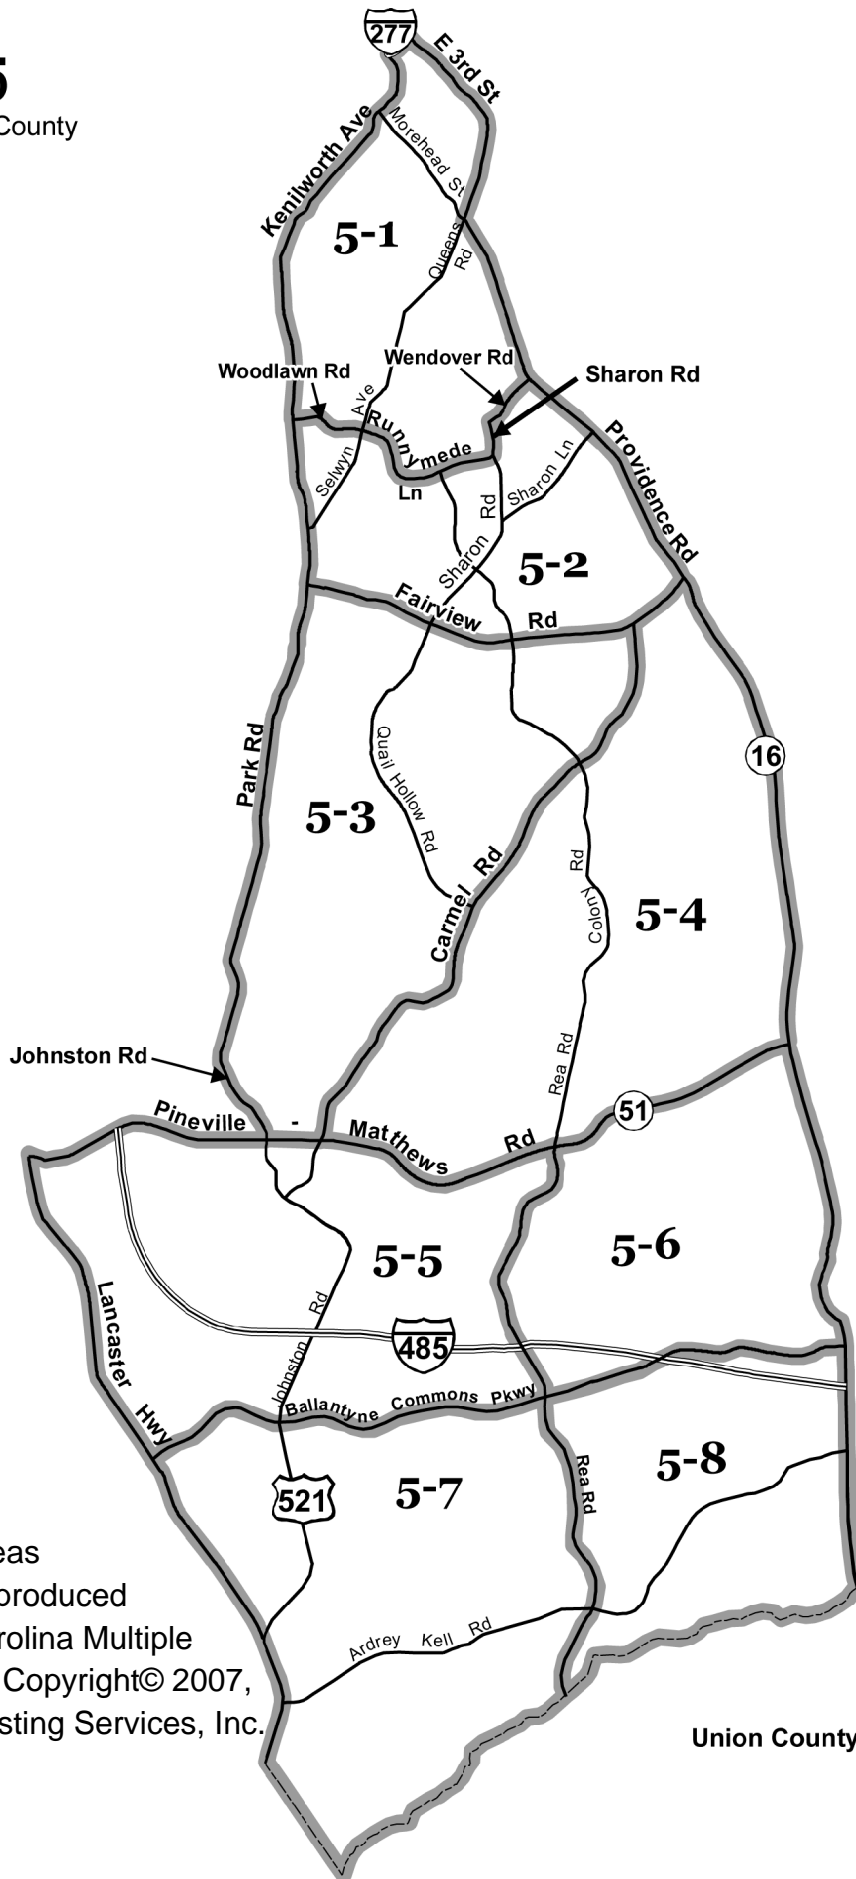 277
E 3rd St
5
County
Kenilworth Ave
Morehead St
5-1
Queens
Rd
Woodlawn Rd
Wendover Rd
Sharon Rd
Selwyn Ave
Runnymede
Ln
Sharon Ln
Providence Rd
Sharon Rd
5-2
Fairview Rd
Park Rd
16
Quail Hollow Rd
5-3
Carmel Rd
Colony Rd
5-4
Johnston Rd
Rea Rd
51
Pineville - Matthews Rd
5-5
5-6
Lancaster Hwy
Johnston Rd
485
Ballantyne Commons Pkwy
521
5-7
Rea Rd
5-8
eas
produced
rolina Multiple
Copyright© 2007,
sting Services, Inc.
Ardrey Kell Rd
Union County